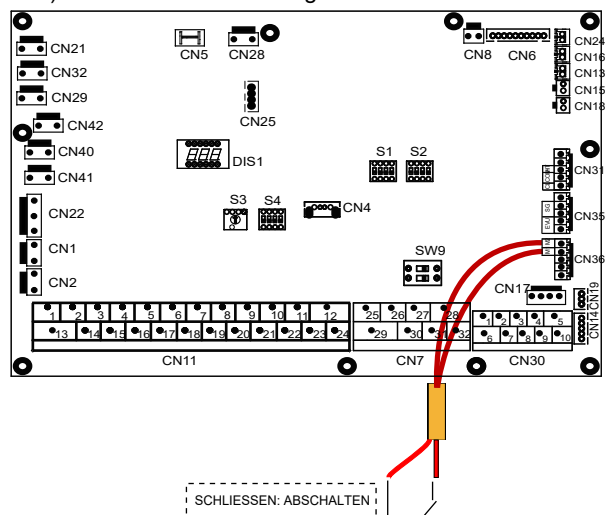 CN21
CN5
CN28
CN8
CN6
CN24
CN16
CN13
CN15
CN18
CN32
CN29
CN25
CN42
CN40
CN41
DIS1
S1
S2
CN31
CN22
S3
S4
CN4
SG
EVU
CN35
CN1
SW9
M
M
CN36
CN2
CN17
CN19
CN14
1 2 3 4 5 6 7 8 9 10 11 12
13 14 15 16 17 18 19 20 21 22 23 24
25 26 27 28
29 30 31 32
1 2 3 4 5
6 7 8 9 10
CN11
CN7
CN30
SCHLIESSEN: ABSCHALTEN